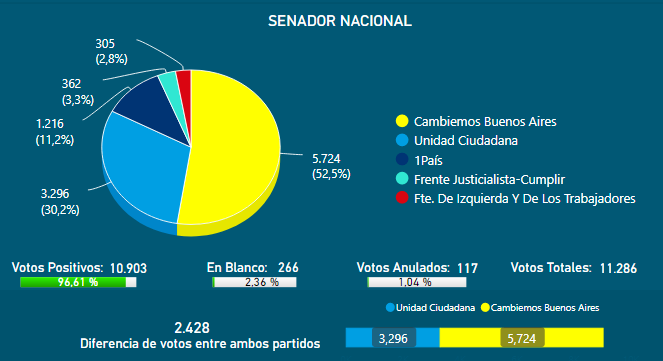 SENADOR NACIONAL
305
(2,8%)
362
(3,3%)
1.216
(11,2%)
3.296
(30,2%)
5.724
(52,5%)
Cambiemos Buenos Aires
Unidad Ciudadana
1País
Frente Justicialista-Cumplir
Fte. De Izquierda Y De Los Trabajadores
Votos Positivos: 10.903
96,61 %
En Blanco: 266
2,36 %
Votos Anulados: 117
1,04 %
Votos Totales: 11.286
Unidad Ciudadana Cambiemos Buenos Aires
2.428
Diferencia de votos entre ambos partidos
3,296 5,724